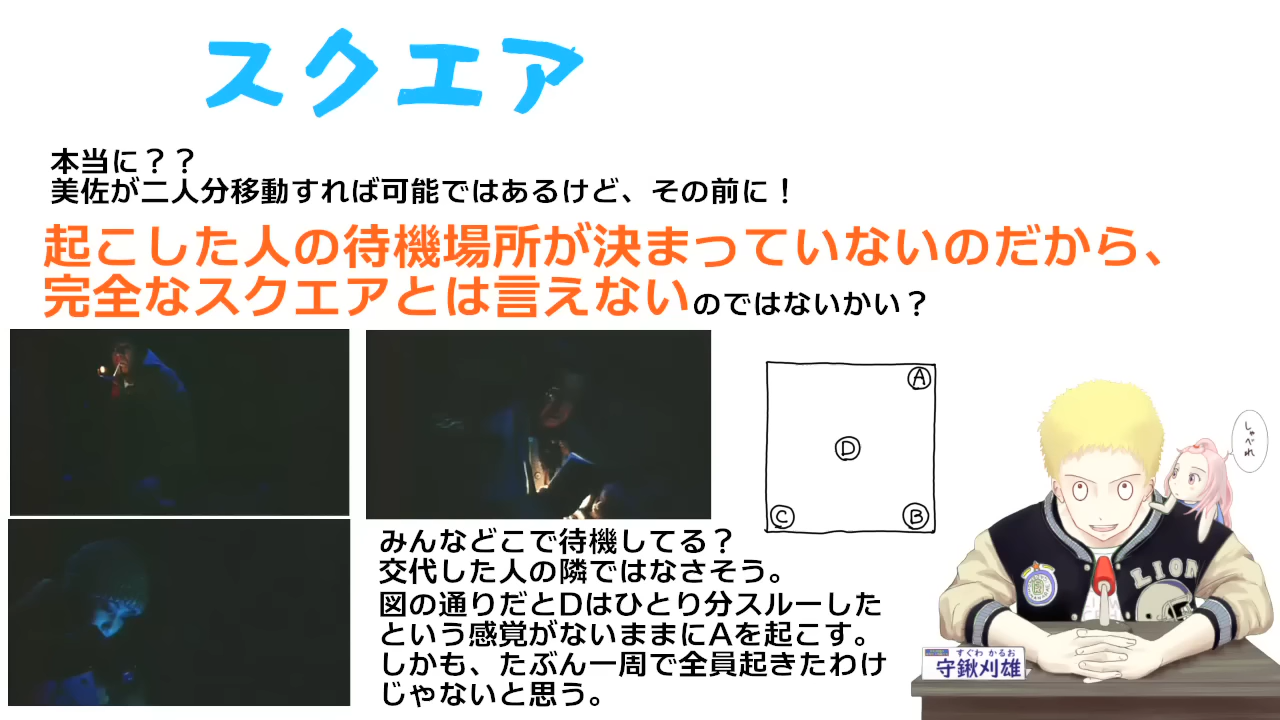 スクエア
本当に？？
美佐が二人分移動すれば可能ではあるけど、その前に！
起こした人の待機場所が決まっていないのだから、
完全なスクエアとは言えないのではないかい？
A
D
C
B
みんなどこで待機してる？
交代した人の隣ではなさそう。
図の通りだとDはひとり分スルーした
という感覚がないままにAを起こす。
しかも、たぶん一周で全員起きたわけ
じゃないと思う。
しゃべれ
LION
すぐわ かるお
守鍬刈雄